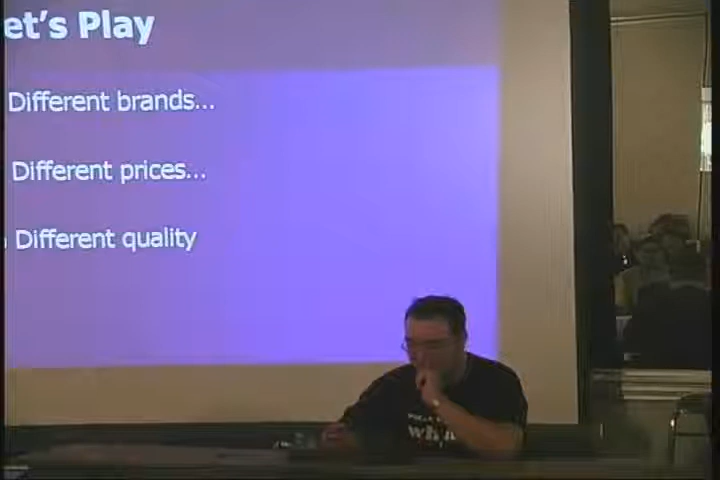 et's Play
Different brands...
Different prices...
Different quality